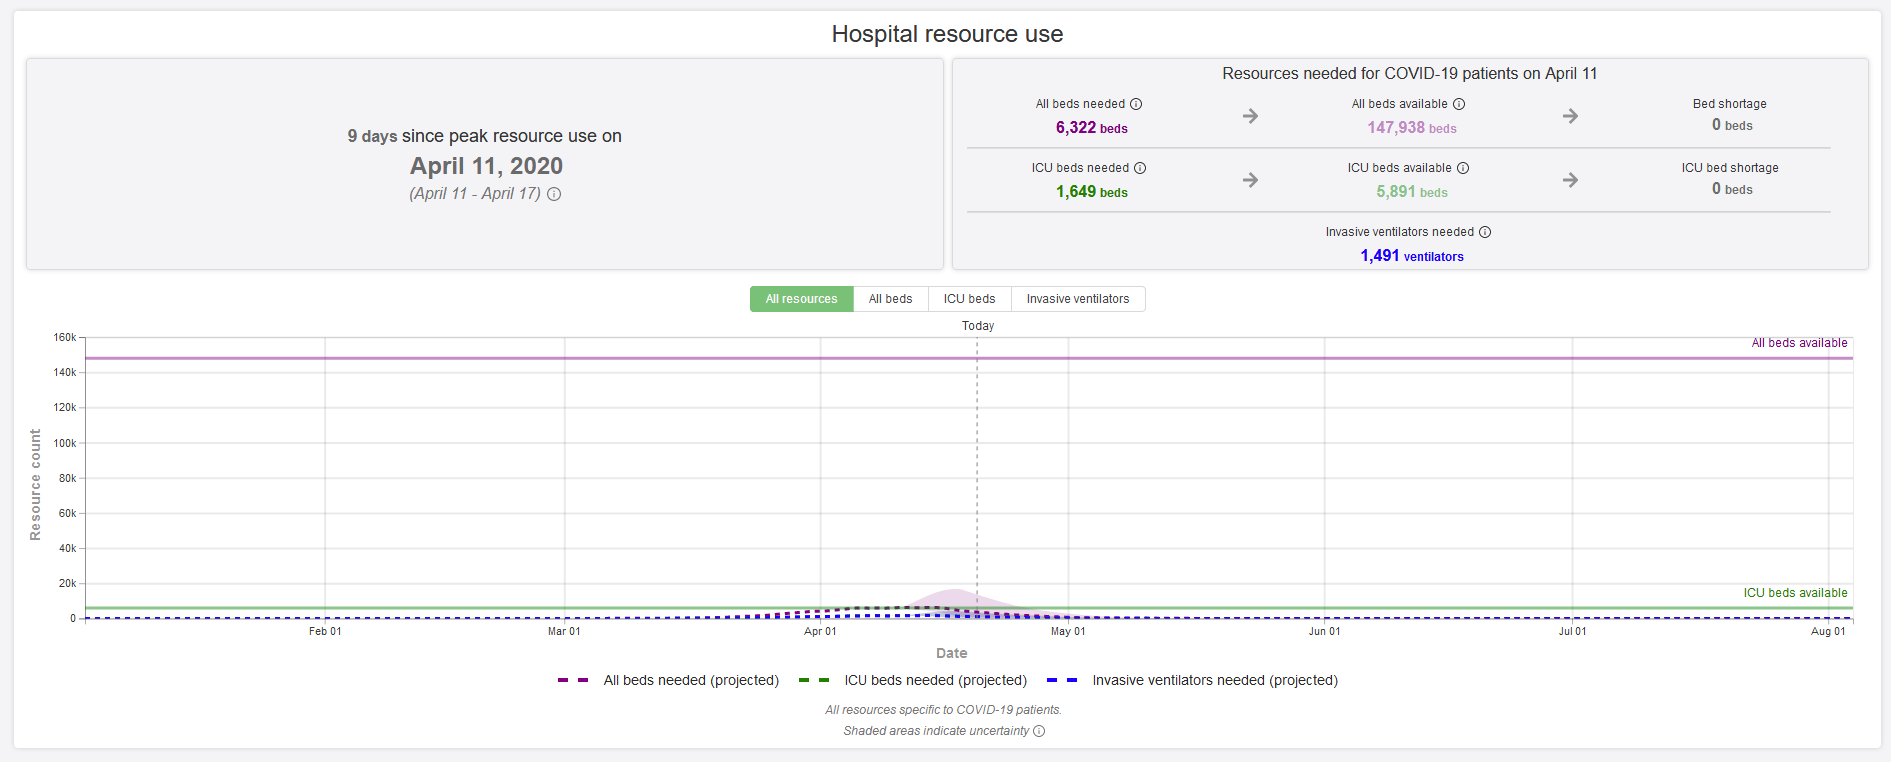 Hospital resource use
9 days since peak resource use on
April 11, 2020
(April 11 - April 17)
Resources needed for COVID-19 patients on April 11
All beds needed
6,322 beds
All beds available
147,938 beds
Bed shortage
0 beds
ICU beds needed
1,649 beds
ICU beds available
5,891 beds
ICU bed shortage
0 beds
Invasive ventilators needed
1,491 ventilators
All resources
All beds
ICU beds
Invasive ventilators
Today
160k
140k
120k
100k
80k
60k
40k
20k
0
Resource count
All beds available
ICU beds available
Feb 01
Mar 01
Apr 01
May 01
Jun 01
Jul 01
Aug 01
Date
All beds needed (projected)
ICU beds needed (projected)
Invasive ventilators needed (projected)
All resources specific to COVID-19 patients.
Shaded areas indicate uncertainty